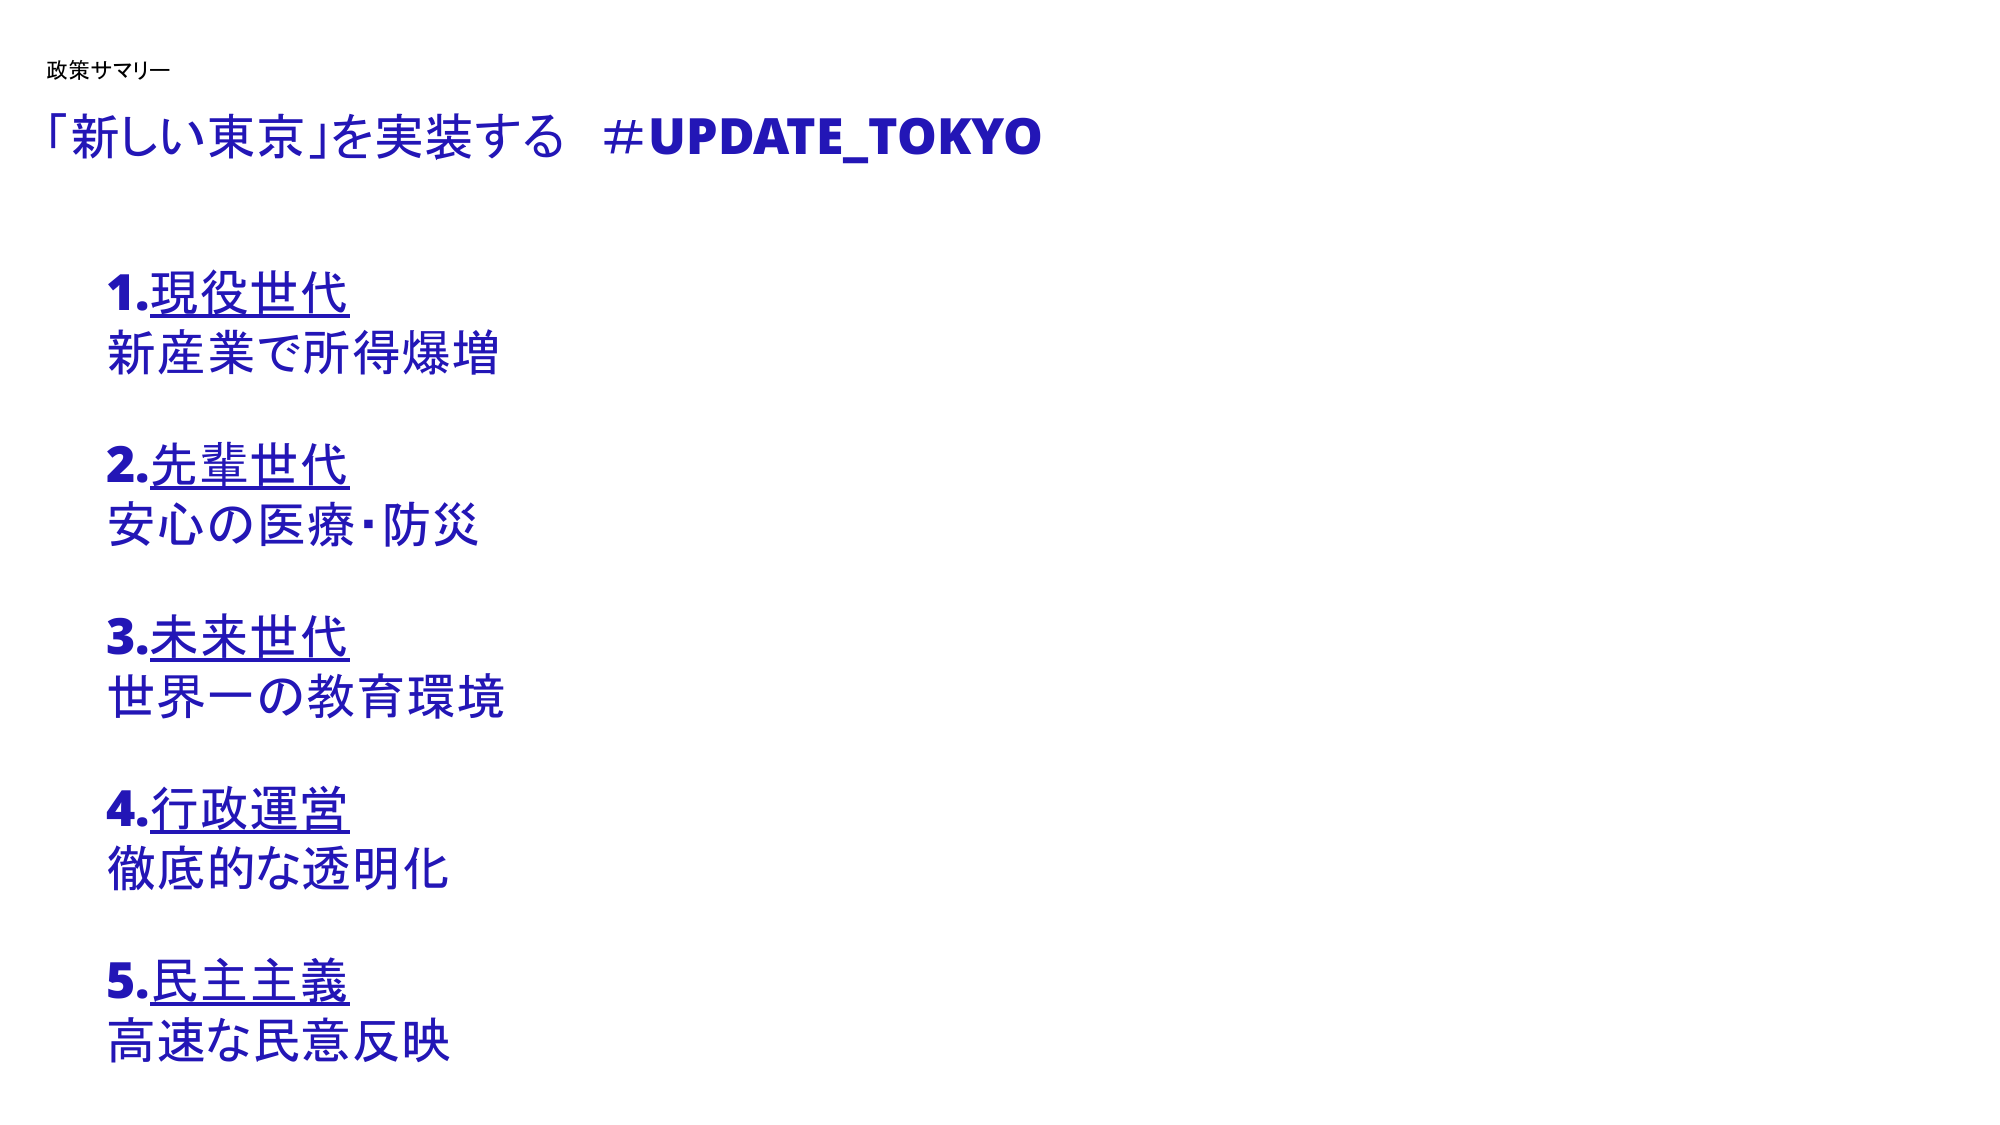 政策サマリー
「新しい東京」を実装する ＃UPDATE_TOKYO
1.現役世代
新産業で所得爆増
2.先輩世代
安心の医療・防災
3.未来世代
世界一の教育環境
4.行政運営
徹底的な透明化
5.民主主義
高速な民意反映